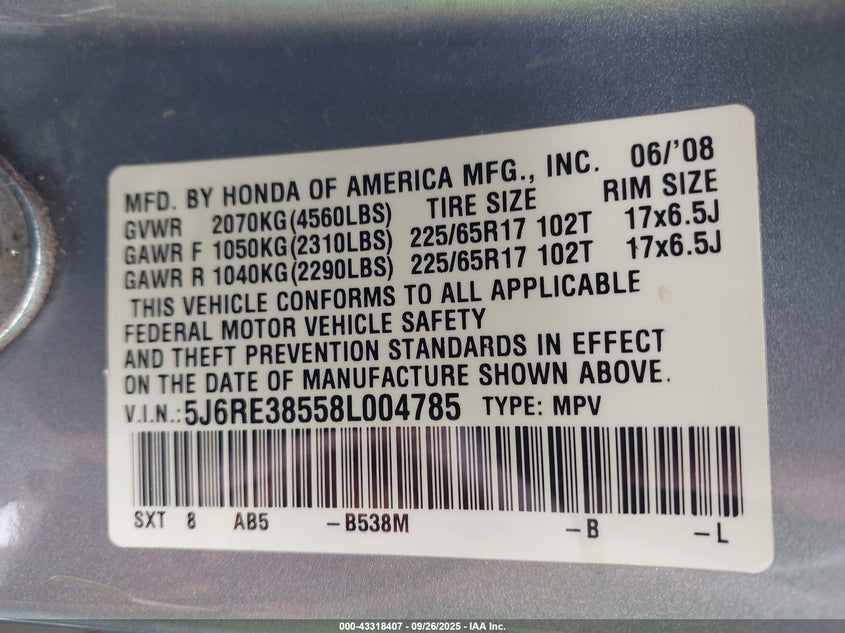 MFD. BY HONDA OF AMERICA MFG., INC. 06/'08
GVWR 2070KG(4560LBS) TIRE SIZE RIM SIZE
GAWR F 1050KG(2310LBS) 225/65R17 102T 17x6.5J
GAWR R 1040KG(2290LBS) 225/65R17 102T 17x6.5J
THIS VEHICLE CONFORMS TO ALL APPLICABLE
FEDERAL MOTOR VEHICLE SAFETY
AND THEFT PREVENTION STANDARDS IN EFFECT
ON THE DATE OF MANUFACTURE SHOWN ABOVE.
V.I.N.:5J6RE38558L004785 TYPE: MPV
SXT 8 AB5 -B538M -B -L
000-43318407 - 09/26/2025 - IAA Inc.